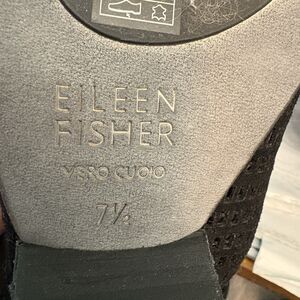 EILEEN
FISHER
VERO CUOIO
7½